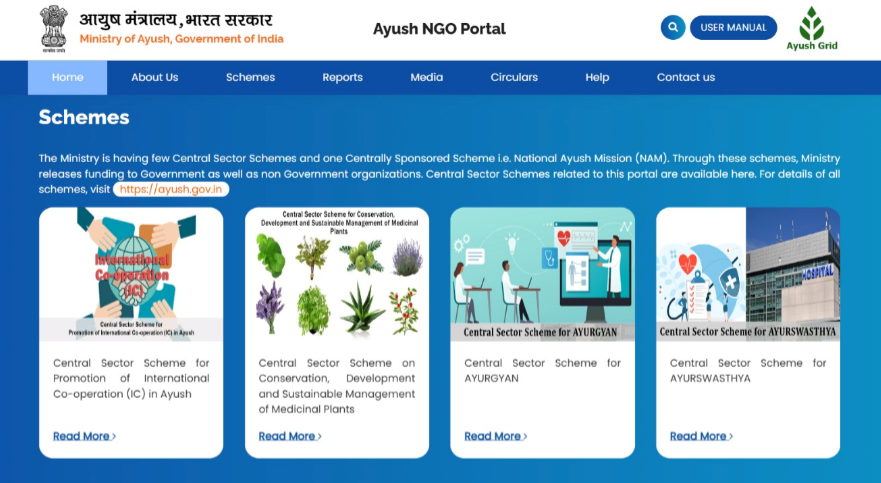 आयुष मंत्रालय, भारत सरकार
Ministry of Ayush, Government of India
Ayush NGO Portal
USER MANUAL
Ayush Grid
Home About Us Schemes Reports Media Circulars Help Contact us
Schemes
The Ministry is having few Central Sector Schemes and one Centrally Sponsored Scheme i.e. National Ayush Mission (NAM). Through these schemes, Ministry
releases funding to Government as well as non Government organizations. Central Sector Schemes related to this portal are available here. For details of all
schemes, visit https://ayush.gov.in
International
Co-operation
(IC)
Central Sector Scheme for
Promotion of International Co-operation (IC) in Ayush
Central Sector Scheme for
Promotion of International
Co-operation (IC) in Ayush
Read More
Central Sector Scheme for Conservation,
Development and Sustainable Management of Medicinal
Plants
Central Sector Scheme on
Conservation, Development
and Sustainable Management
of Medicinal Plants
Read More
Central Sector Scheme for AYURGYAN
Central Sector Scheme for
AYURGYAN
Read More
HOSPITAL
Central Sector Scheme for AYURSWASTHYA
Central Sector Scheme for
AYURSWASTHYA
Read More